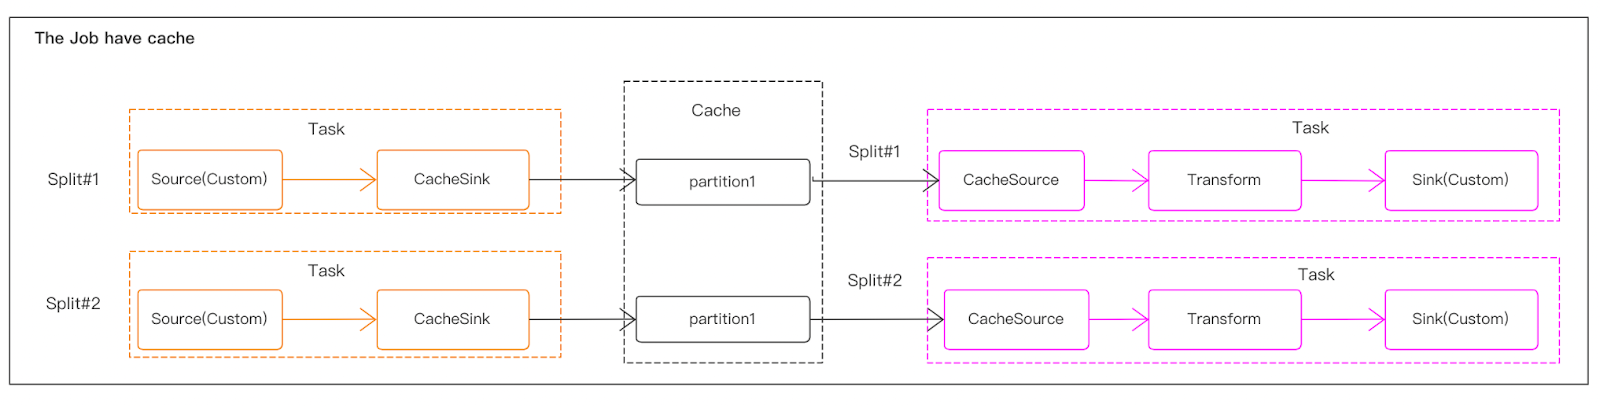 The Job have cache
Cache
Task
Split#1
Task
Split#1
Source(Custom)
CacheSink
partition1
CacheSource
Transform
Sink(Custom)
Task
Split#2
Task
Split#2
Source(Custom)
CacheSink
partition1
CacheSource
Transform
Sink(Custom)